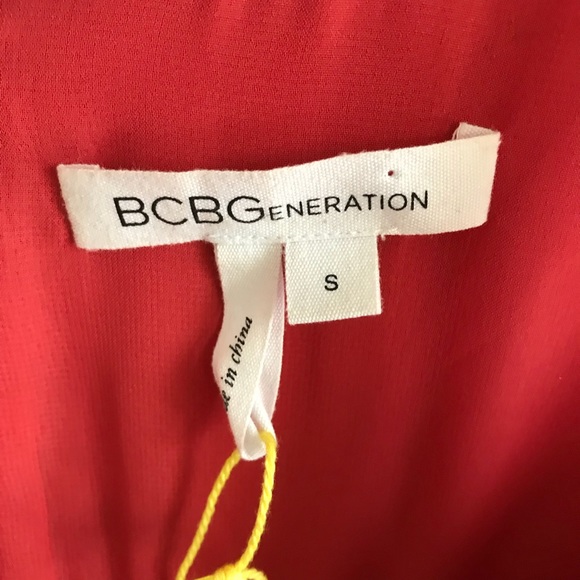 BCBGENERATION
S
in china